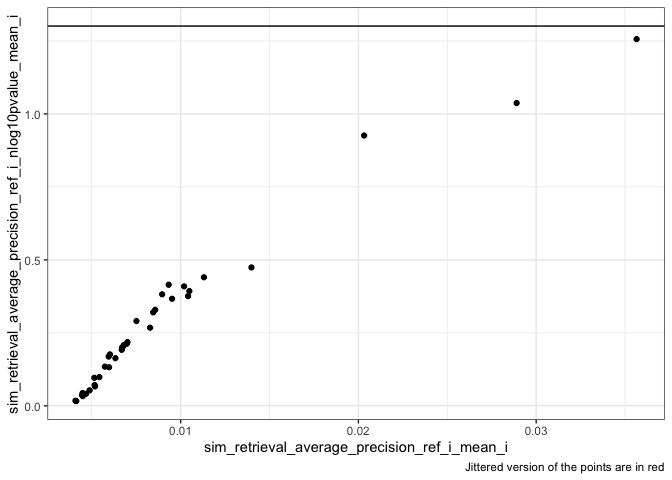 sim_retrieval_average_precision_ref_i_nlog10pvalue_mean_i
1.0
0.5
0.0
0.01 0.02 0.03
sim_retrieval_average_precision_ref_i_mean_i
Jittered version of the points are in red